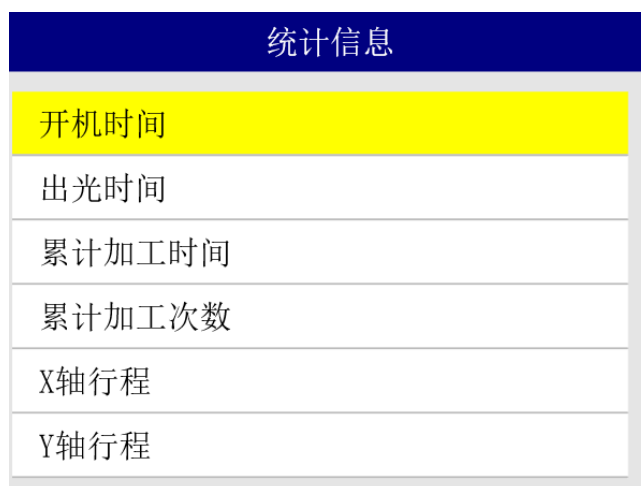 统计信息
开机时间
出光时间
累计加工时间
累计加工次数
X轴行程
Y轴行程